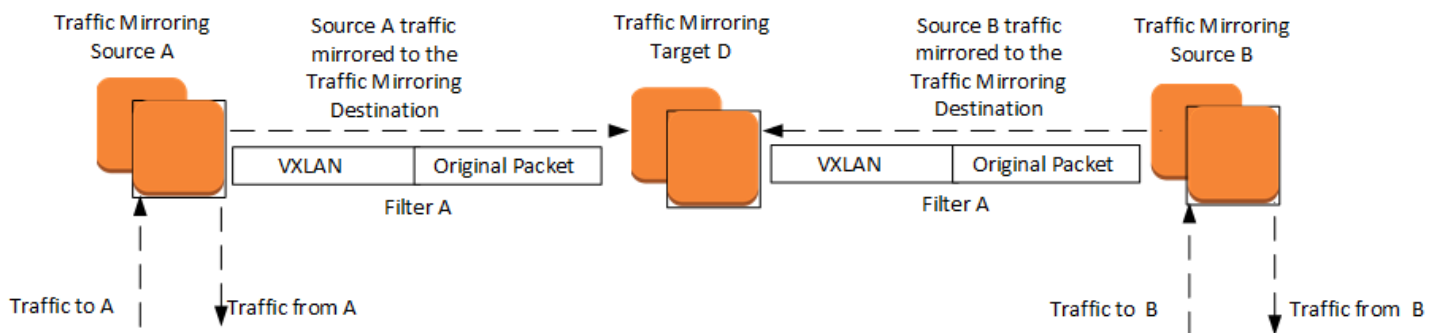 Traffic Mirroring
Source A
Source A traffic
mirrored to the
Traffic Mirroring
Destination
Traffic Mirroring
Target D
Source B traffic
mirrored to the
Traffic Mirroring
Destination
Traffic Mirroring
Source B
VXLAN
Original Packet
Filter A
VXLAN
Original Packet
Filter A
Traffic to A
Traffic from A
Traffic to B
Traffic from B